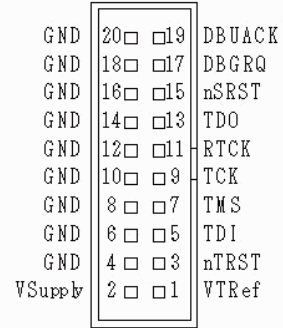 GND 20 19 DBUACK
GND 18 17 DBGRQ
GND 16 15 nSRST
GND 14 13 TDO
GND 12 11 RTCK
GND 10 9 TCK
GND 8 7 TMS
GND 6 5 TDI
GND 4 3 nTRST
VSupply 2 1 VTRef